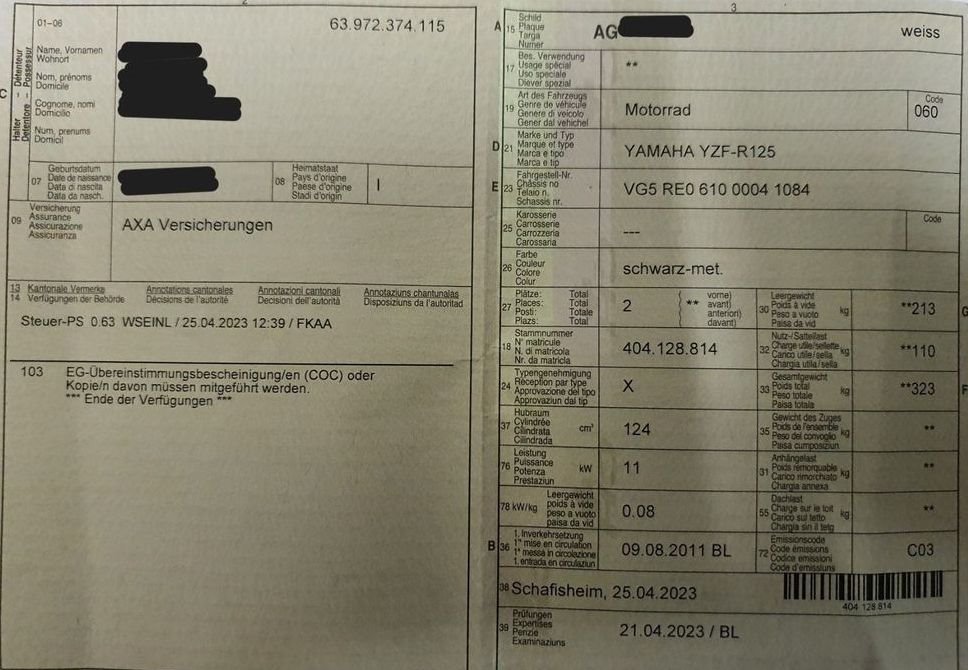 2
01-06
63.972.374.115
Halter - Détenteur
Detentore - Possessur
C
Name, Vornamen
Wohnort
Nom, prénoms
Domicile
Cognome, nomi
Domicilio
Num, prenums
Domicil
07
Geburtsdatum
Date de naissance
Data di nascita
Data da nasch.
08
Heimatstaat
Pays d'origine
Paese d'origine
Stadi d'origin
I
09
Versicherung
Assurance
Assicurazione
Assicuranza
AXA Versicherungen
13 Kantonale Vermerke Annotations cantonales Annotazioni cantonali Annotaziuns chantunalas
14 Verfügungen der Behörde Décisions de l'autorité Decisioni dell'autorità Disposiziuns da l'autoritad
Steuer-PS 0.63 WSEINL / 25.04.2023 12:39 / FKAA
103 EG-Übereinstimmungsbescheinigung/en (COC) oder
Kopie/n davon müssen mitgeführt werden.
*** Ende der Verfügungen ***
3
A 15
Schild
Plaque
Targa
Numer
AG
weiss
17
Bes. Verwendung
Usage spécial
Uso speciale
Diever spezial
**
19
Art des Fahrzeugs
Genre de véhicule
Genere di veicolo
Gener dal vehichel
Motorrad
Code
060
D 21
Marke und Typ
Marque et type
Marca e tipo
Marca e tip
YAMAHA YZF-R125
E 23
Fahrgestell-Nr.
Châssis no
Telaio n.
Schassis nr.
VG5 RE0 610 0004 1084
25
Karosserie
Carrosserie
Carrozzeria
Carossaria
---
Code
26
Farbe
Couleur
Colore
Colur
schwarz-met.
27
Plätze: Total
Places: Total
Posti: Totale
Plazs: Total
2
**
vorne)
avant)
anteriori)
davant)
30
Leergewicht
Poids à vide
Peso a vuoto
Paisa da vid
kg
**213
G
18
Stammnummer
N° matricule
N. di matricola
Nr. da matricla
404.128.814
32
Nutz-/Sattellast
Charge utile/sellette
Carico utile/sella
Chargia utila/sella
kg
**110
24
Typengenehmigung
Réception par type
Approvazione del tipo
Approvaziun dal tip
X
33
Gesamtgewicht
Poids total
Peso totale
Paisa totala
kg
**323
F
37
Hubraum
Cylindrée
Cilindrata
Cilindrada
cm³
124
35
Gewicht des Zuges
Poids de l'ensemble
Peso del convoglio
Paisa cumposiziun
kg
**
76
Leistung
Puissance
Potenza
Prestaziun
kW
11
31
Anhängelast
Poids remorquable
Carico rimorchiato
Chargia annexa
kg
**
78 kW/kg
Leergewicht
poids à vide
peso a vuoto
paisa da vid
0.08
55
Dachlast
Charge sur le toit
Carico sul tetto
Chargia sin il tetg
kg
**
B 36
1. Inverkehrsetzung
1re mise en circulation
1a messa in circolazione
1. entrada en circulaziun
09.08.2011 BL
72
Emissionscode
Code émissions
Codice emissioni
Code d'emissiuns
C03
38 Schafisheim, 25.04.2023
404 128.814
39
Prüfungen
Expertises
Perizie
Examinaziuns
21.04.2023 / BL